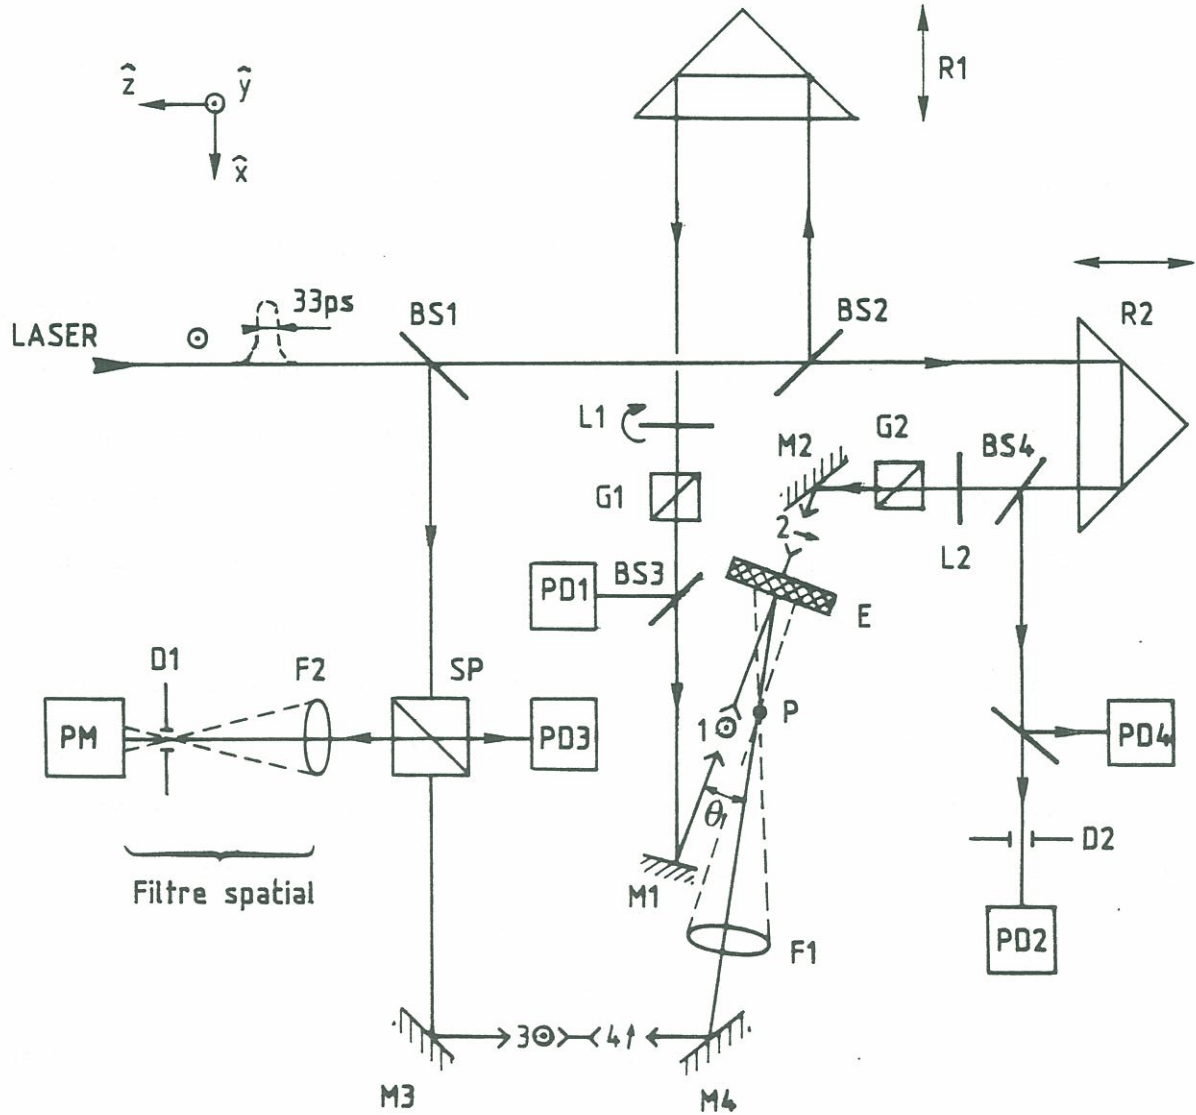 R1
ẑ
ŷ
x̂
33ps
BS1
BS2
R2
LASER
L1
M2
G2
BS4
G1
2
L2
PD1
BS3
E
D1
F2
SP
P
PM
PD3
1
PD4
θ1
D2
Filtre spatial
M1
F1
PD2
3
4
M3
M4